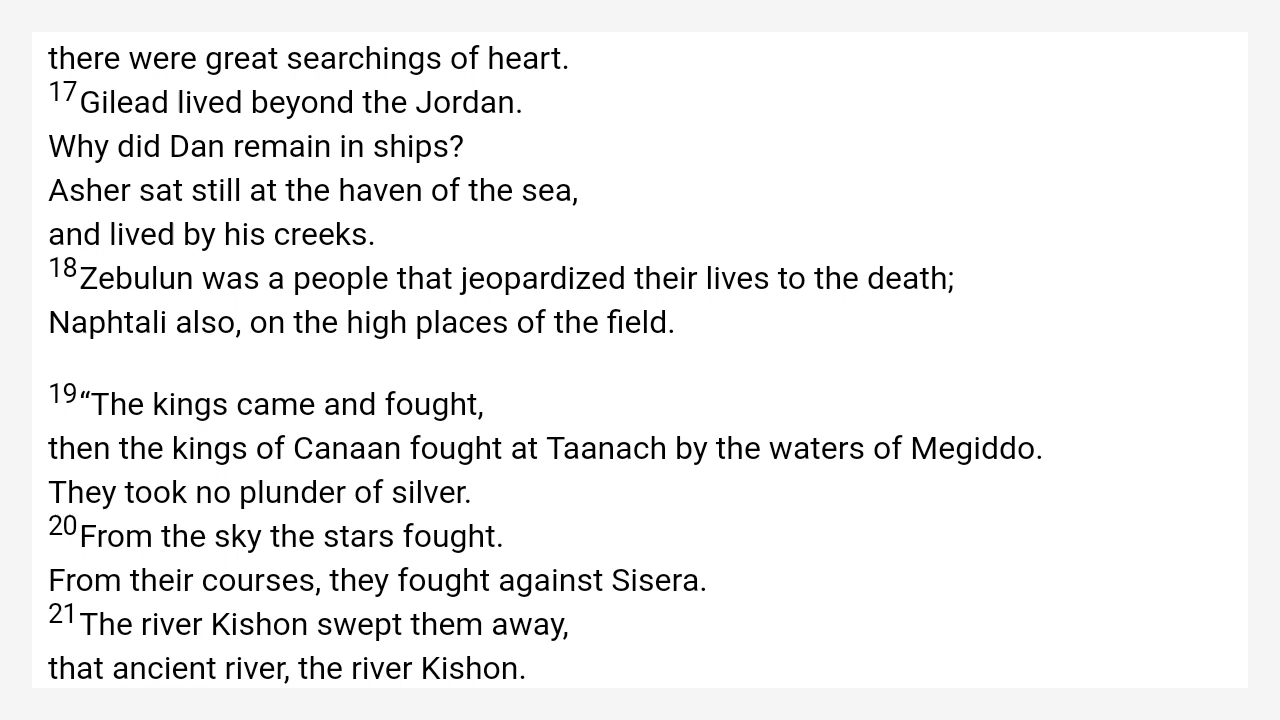 there were great searchings of heart.
17Gilead lived beyond the Jordan.
Why did Dan remain in ships?
Asher sat still at the haven of the sea,
and lived by his creeks.
18Zebulun was a people that jeopardized their lives to the death;
Naphtali also, on the high places of the field.
19“The kings came and fought,
then the kings of Canaan fought at Taanach by the waters of Megiddo.
They took no plunder of silver.
20From the sky the stars fought.
From their courses, they fought against Sisera.
21The river Kishon swept them away,
that ancient river, the river Kishon.